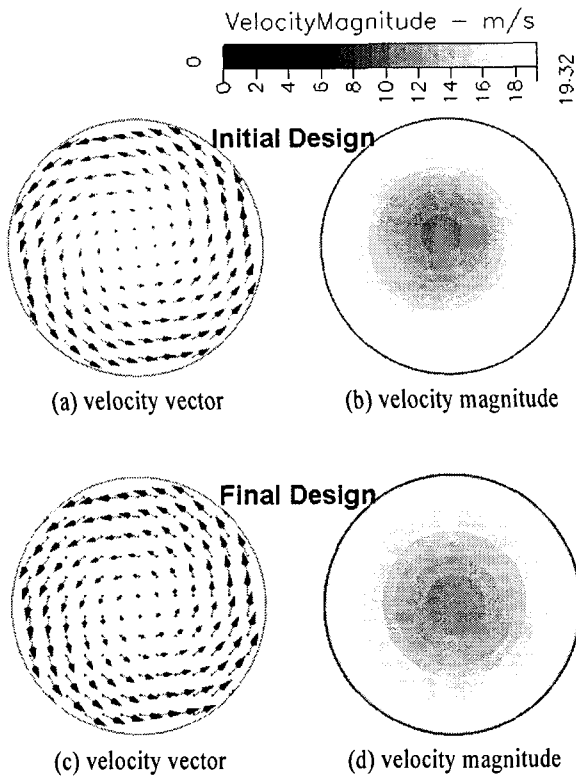 VelocityMagnitude - m/s
0
0 2 4 6 8 10 12 14 16 18
19.32
Initial Design
(a) velocity vector
(b) velocity magnitude
Final Design
(c) velocity vector
(d) velocity magnitude